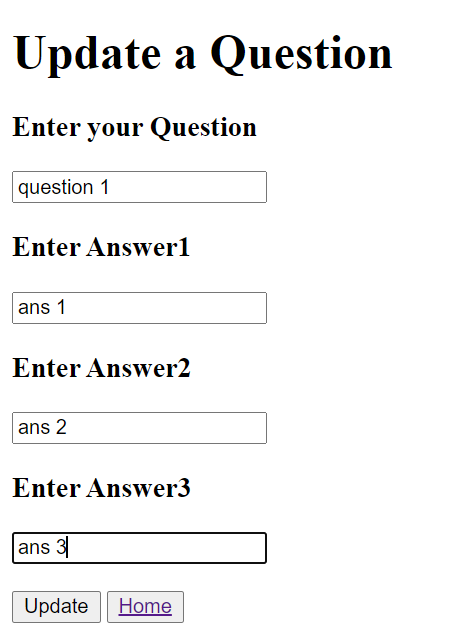 Update a Question
Enter your Question
question 1
Enter Answer1
ans 1
Enter Answer2
ans 2
Enter Answer3
ans 3
Update Home